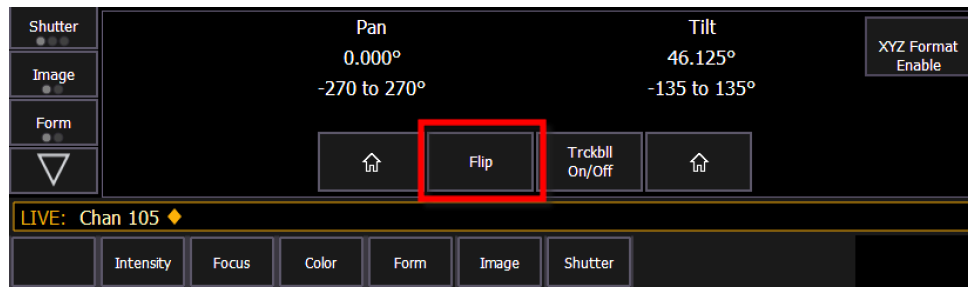 Shutter
Image
Form
Pan
0.000°
-270 to 270°
Tilt
46.125°
-135 to 135°
XYZ Format
Enable
Flip
Trckbll
On/Off
LIVE: Chan 105
Intensity Focus Color Form Image Shutter